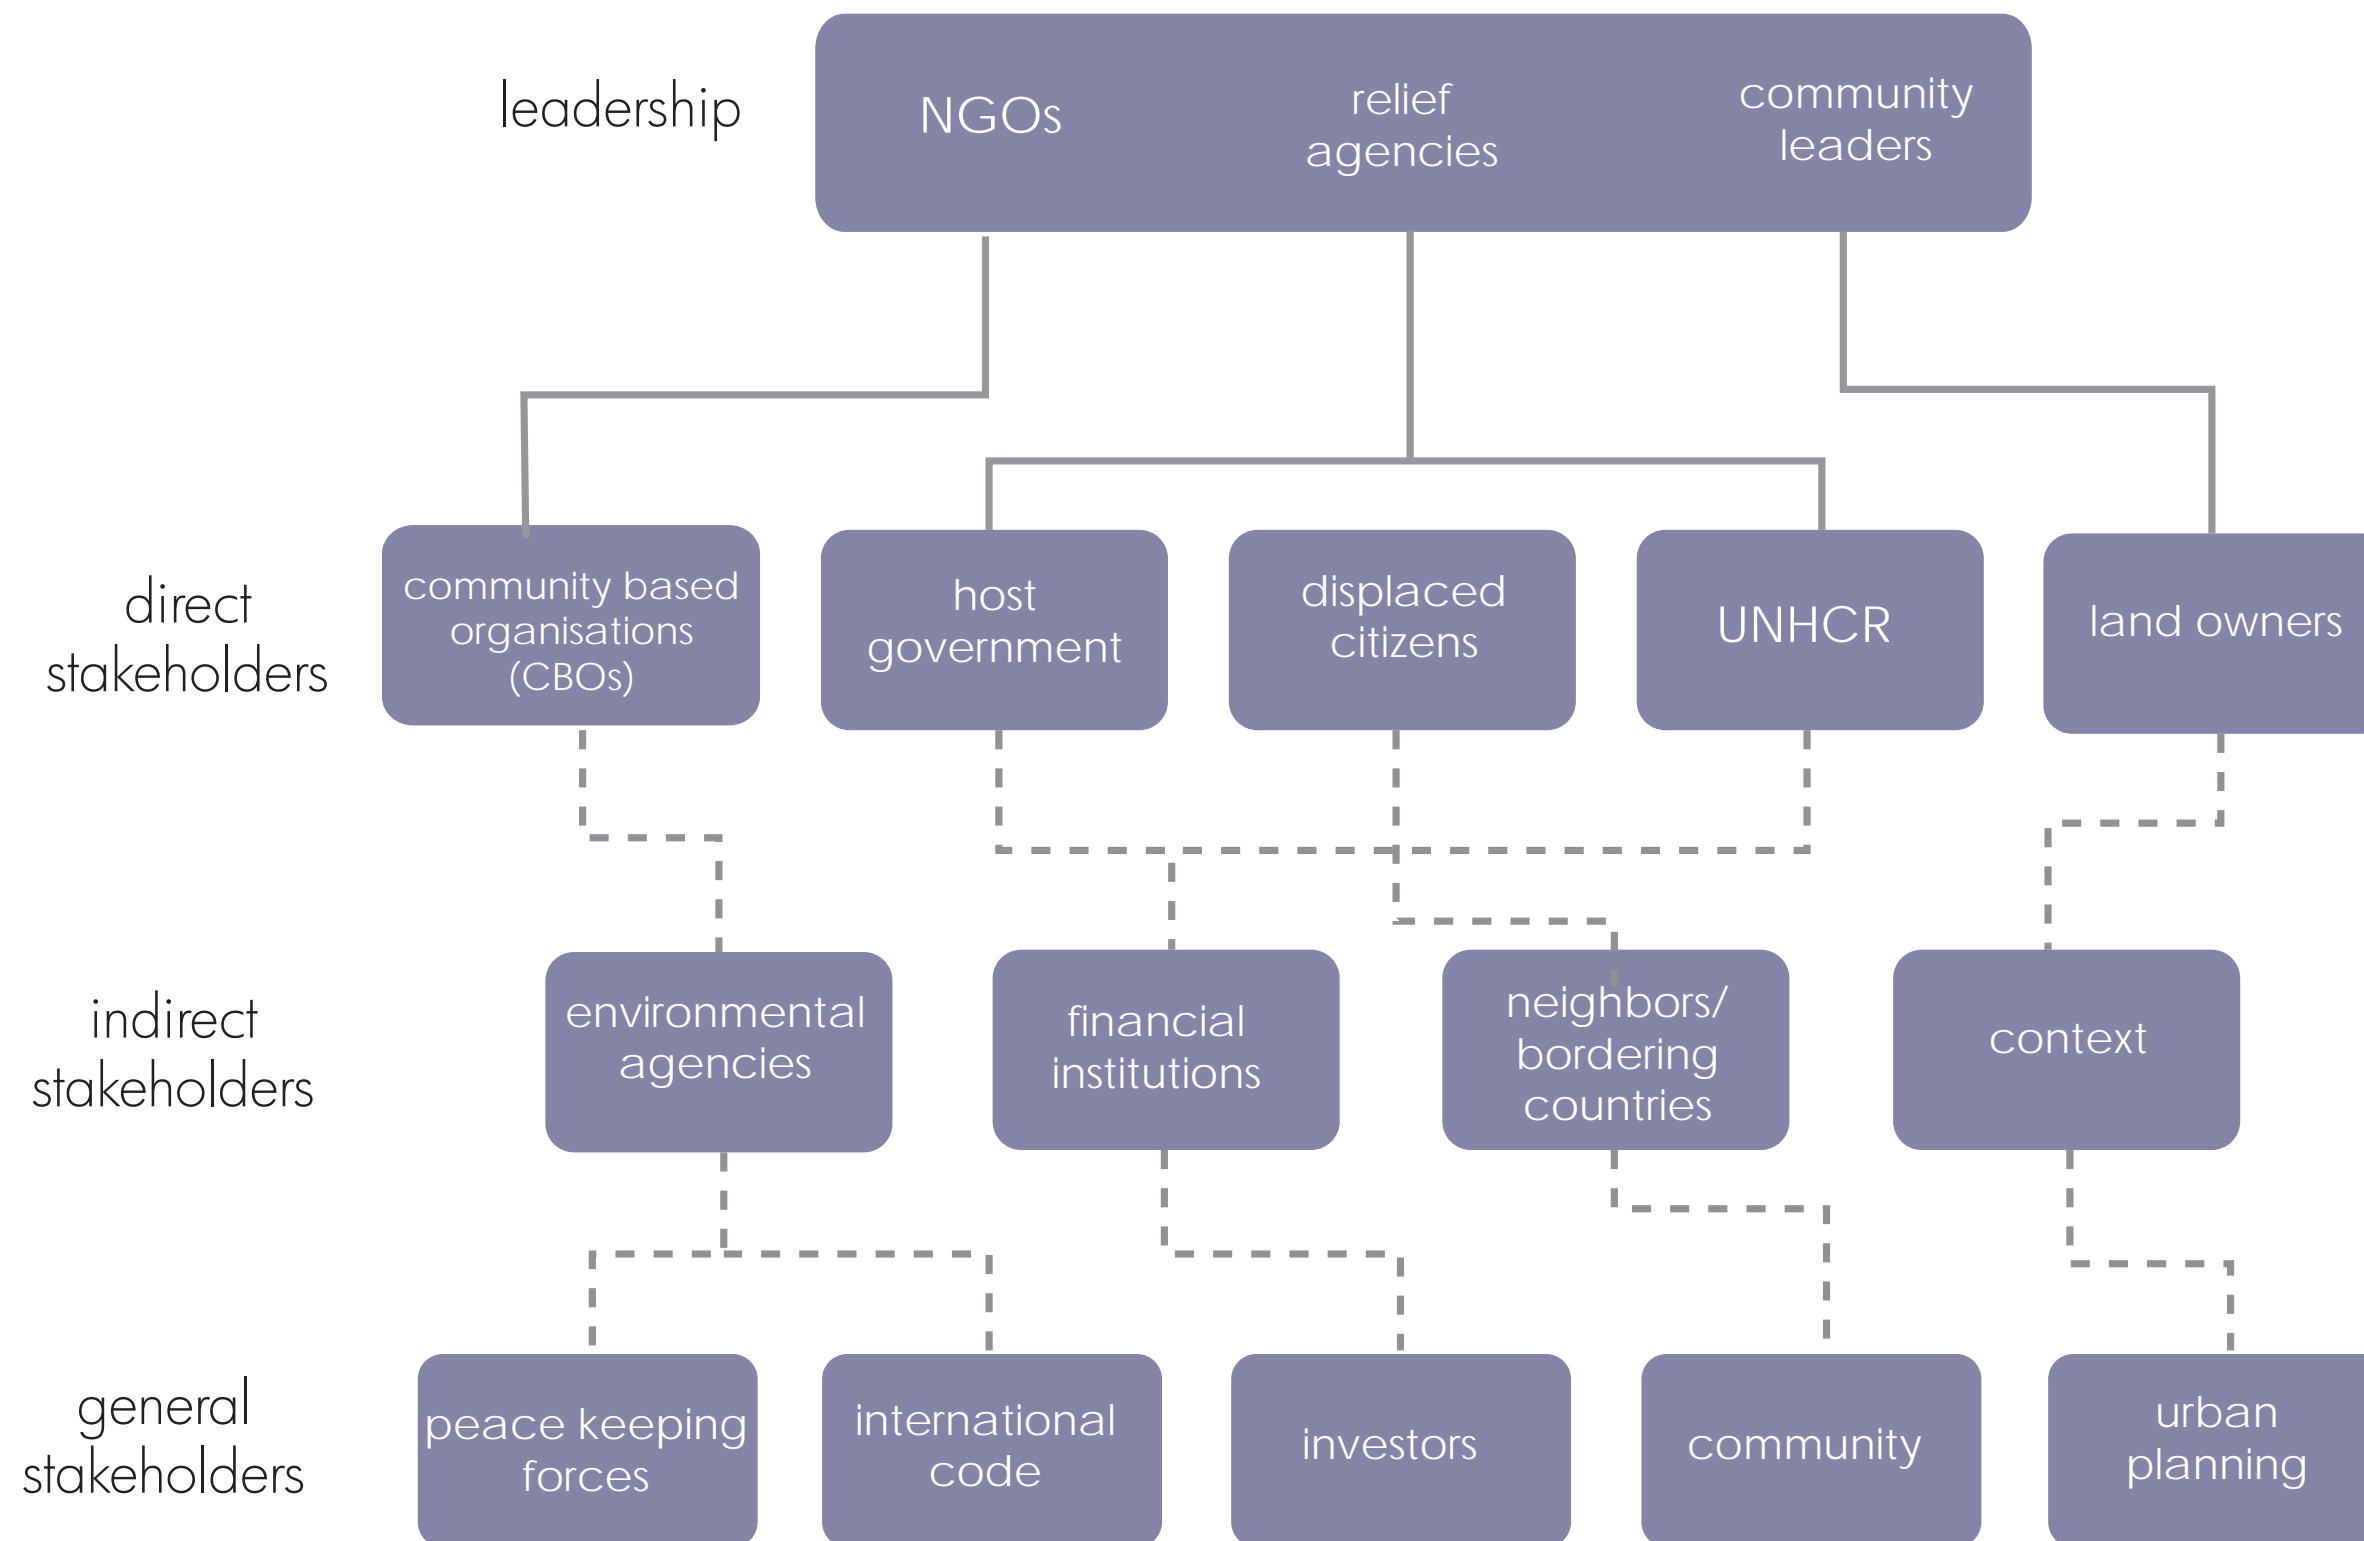 leadership
NGOs
relief
agencies
community
leaders
direct
stakeholders
community based
organisations
(CBOs)
host
government
displaced
citizens
UNHCR
land owners
indirect
stakeholders
environmental
agencies
financial
institutions
neighbors/
bordering
countries
context
general
stakeholders
peace keeping
forces
international
code
investors
community
urban
planning